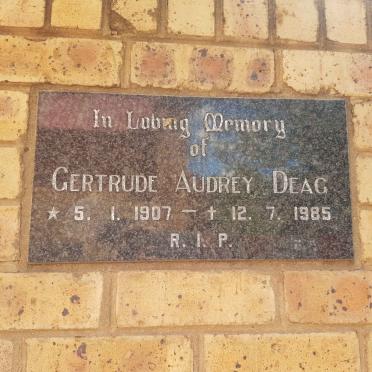 In Loving Memory
of
GERTRUDE AUDREY DEAG
★ 5. 1. 1907 — ✝ 12. 7. 1985
R. I. P.